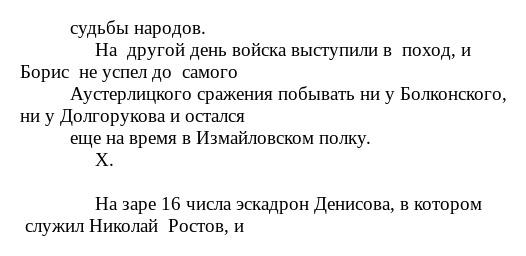 судьбы народов.
На другой день войска выступили в поход, и
Борис не успел до самого
Аустерлицкого сражения побывать ни у Болконского,
ни у Долгорукова и остался
еще на время в Измайловском полку.
X.
На заре 16 числа эскадрон Денисова, в котором
служил Николай Ростов, и